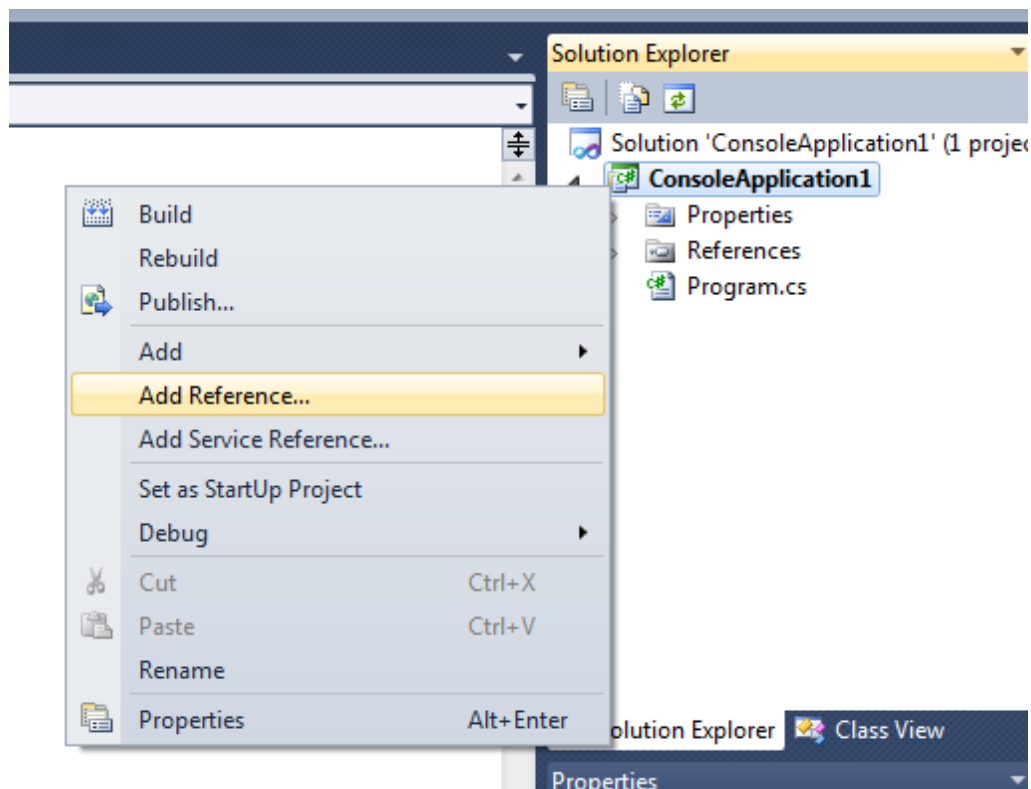 Solution Explorer
Solution 'ConsoleApplication1' (1 projec
ConsoleApplication1
Properties
References
Program.cs
Build
Rebuild
Publish...
Add
Add Reference...
Add Service Reference...
Set as StartUp Project
Debug
Cut Ctrl+X
Paste Ctrl+V
Rename
Properties Alt+Enter
olution Explorer Class View
Properties